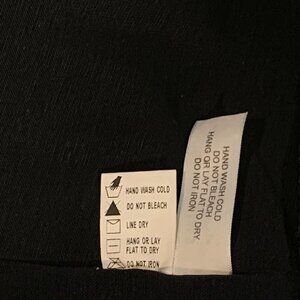 HAND WASH COLD
DO NOT BLEACH
LINE DRY
HANG OR LAY
FLAT TO DRY
DO NOT IRON
HAND WASH COLD
DO NOT BLEACH
HANG OR LAY
FLAT TO DRY
DO NOT IRON